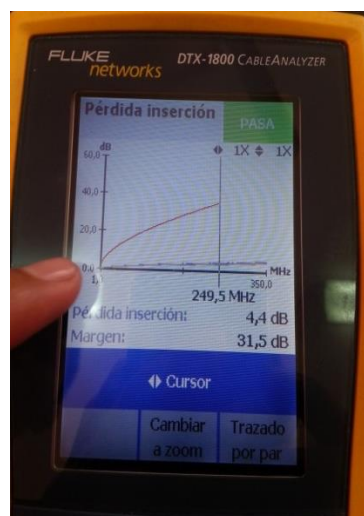 FLUKE
networks
DTX-1800 CABLEANALYZER
Pérdida inserción
PASA
dB
1X 1X
60,0
40,0
20,0
0,0
MHz
1,0
350,0
249,5 MHz
Pérdida inserción: 4,4 dB
Margen: 31,5 dB
Cursor
Cambiar
a zoom
Trazado
por par